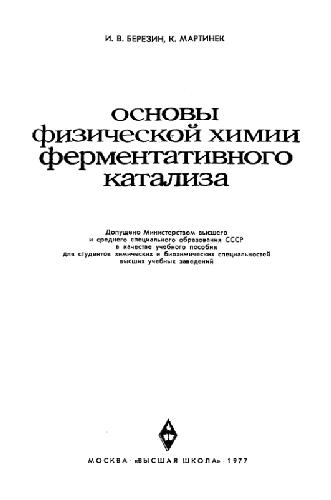 И. В. БЕРЕЗИН, К. МАРТИНЕК
ОСНОВЫ
ФИЗИЧЕСКОЙ ХИМИИ
ФЕРМЕНТАТИВНОГО
КАТАЛИЗА
Допущено Министерством высшего
и среднего специального образования СССР
в качестве учебного пособия
для студентов химических и биохимических специальностей
высших учебных заведений
МОСКВА · «ВЫСШАЯ ШКОЛА» · 1977